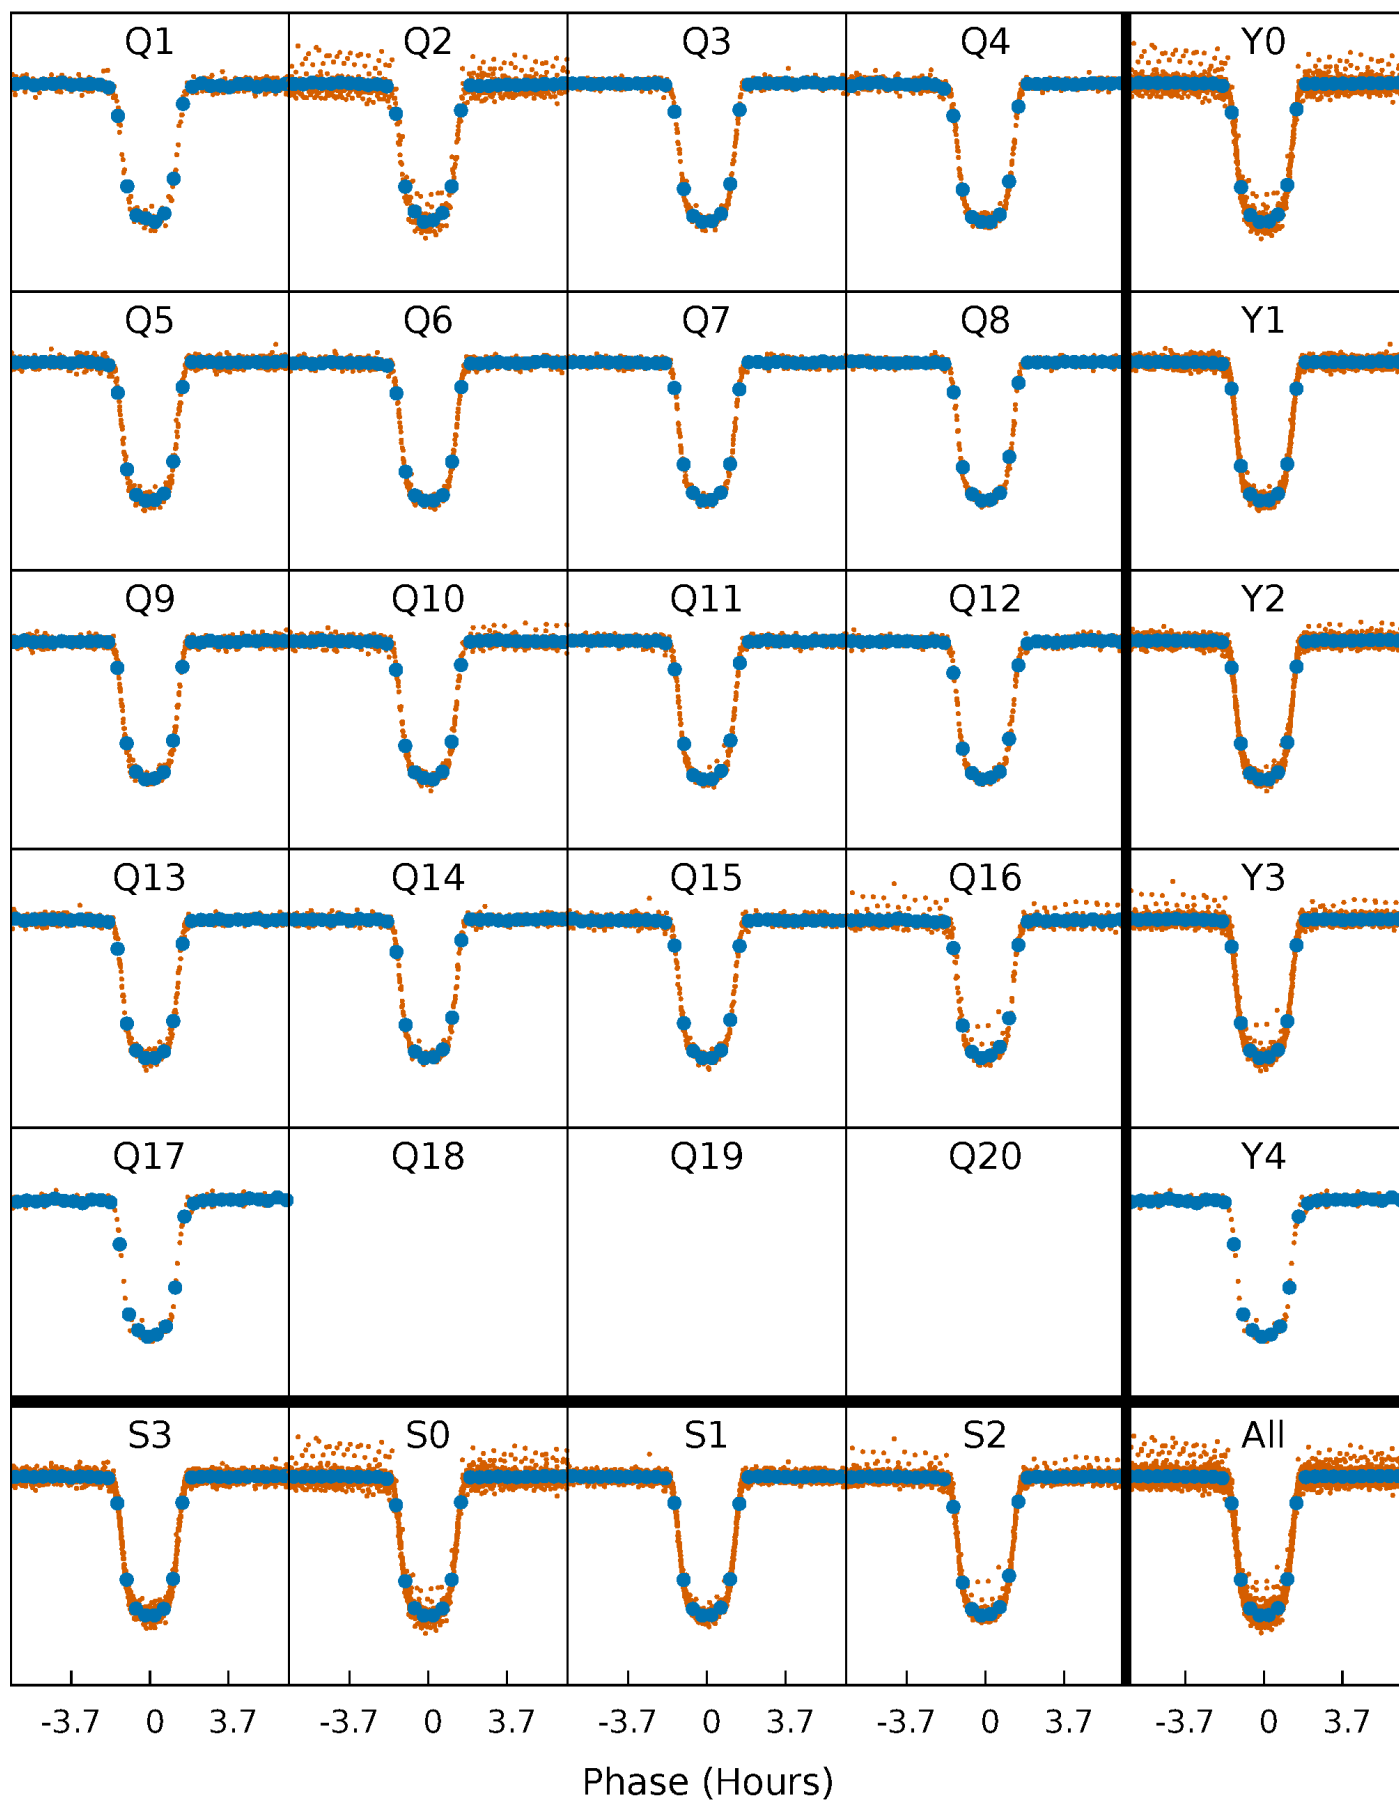 Q1 Q2 Q3 Q4 Y0
Q5 Q6 Q7 Q8 Y1
Q9 Q10 Q11 Q12 Y2
Q13 Q14 Q15 Q16 Y3
Q17 Q18 Q19 Q20 Y4
S3 S0 S1 S2 All
-3.7 0 3.7 -3.7 0 3.7 -3.7 0 3.7 -3.7 0 3.7 -3.7 0 3.7
Phase (Hours)